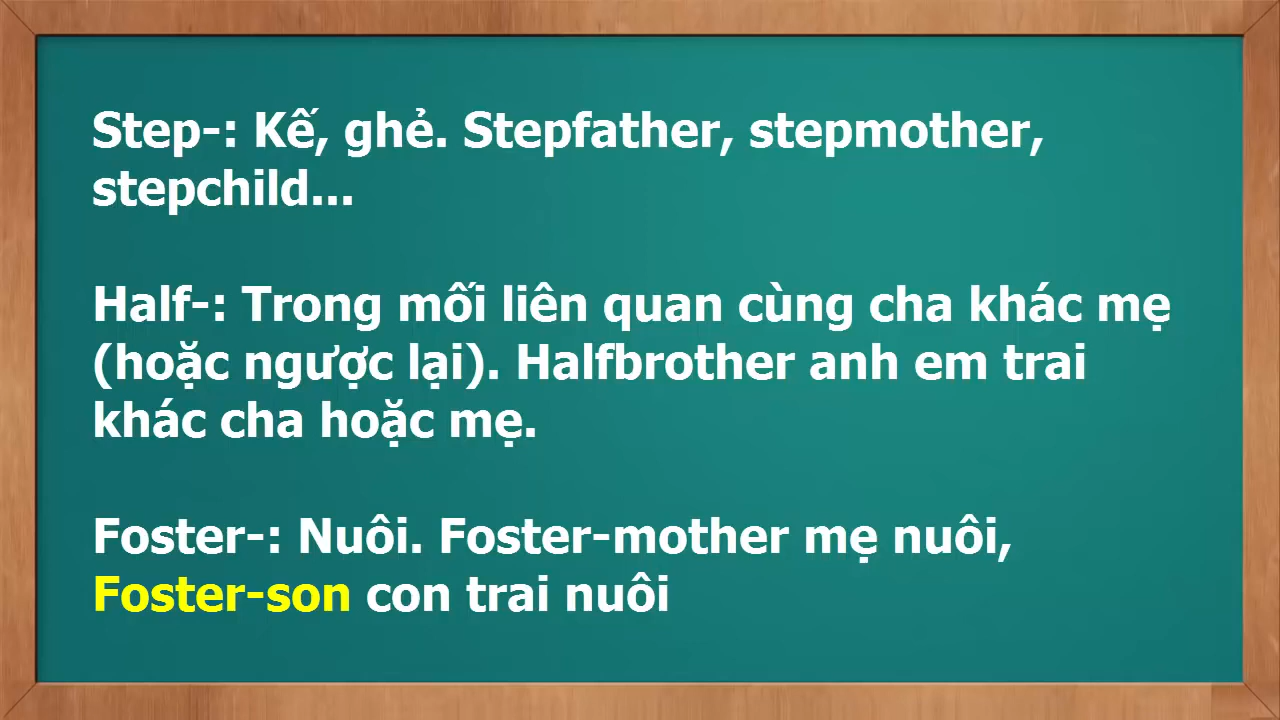 Step-: Kế, ghẻ. Stepfather, stepmother,
stepchild...
Half-: Trong mối liên quan cùng cha khác mẹ
(hoặc ngược lại). Halfbrother anh em trai
khác cha hoặc mẹ.
Foster-: Nuôi. Foster-mother mẹ nuôi,
Foster-son con trai nuôi